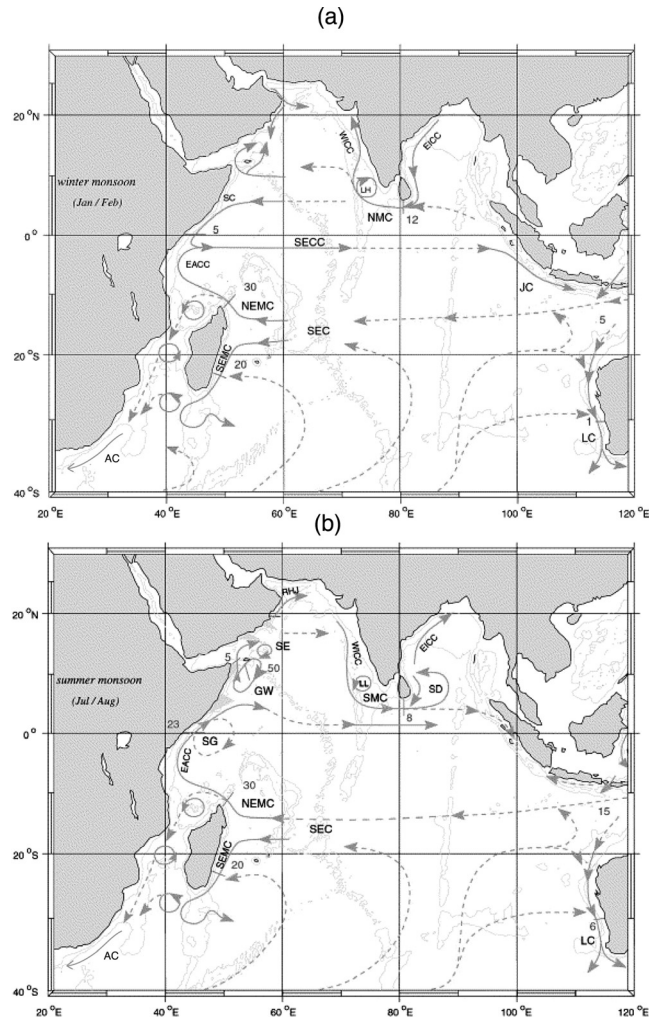 (a)
20 °N
WICC
EICC
winter monsoon
(Jan / Feb)
LH
SC
NMC
12
5
0°
SECC
EACC
30
NEMC
JC
SEC
5
20 °S
SEMC
20
1
LC
AC
40 °S
20 °E
40 °E
60 °E
80 °E
100 °E
120 °E
(b)
RHJ
20 °N
SE
5
WICC
EICC
50
summer monsoon
(Jul / Aug)
LL
GW
SMC
SD
23
8
0°
SG
EACC
30
NEMC
15
SEC
20 °S
SEMC
20
6
LC
AC
40 °S
20 °E
40 °E
60 °E
80 °E
100 °E
120 °E